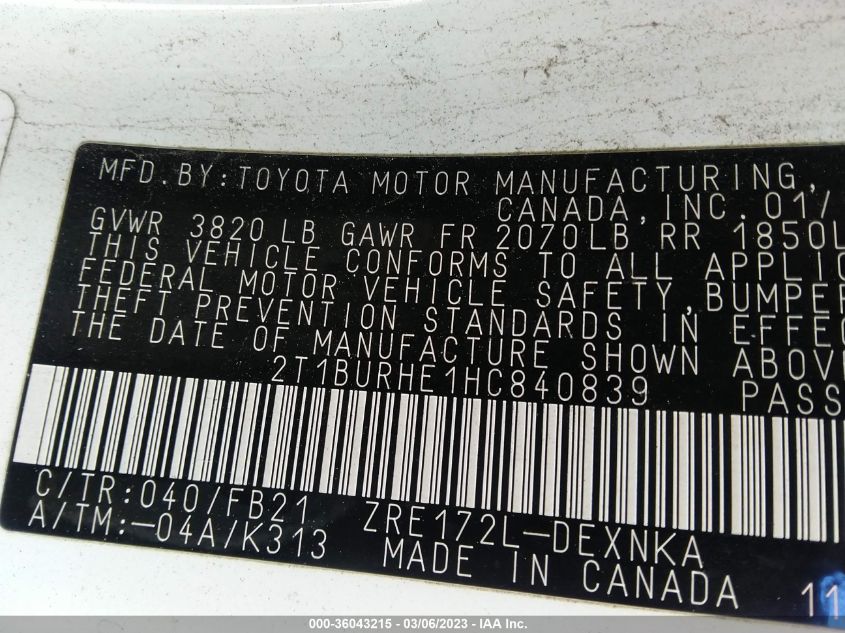 MFD.BY:TOYOTA MOTOR MANUFACTURING,
CANADA,INC.01/
GVWR 3820 LB GAWR FR 2070LB RR 1850L
THIS VEHICLE CONFORMS TO ALL APPLIC
FEDERAL MOTOR VEHICLE SAFETY,BUMPER
THEFT PREVENTION STANDARDS IN EFFEC
THE DATE OF MANUFACTURE SHOWN ABOVE
2T1BURHE1HC840839 PASS
C/TR:040/FB21 ZRE172L-DEXNKA
A/TM:-04A/K313 MADE IN CANADA 11
000-36043215 - 03/06/2023 - IAA Inc.